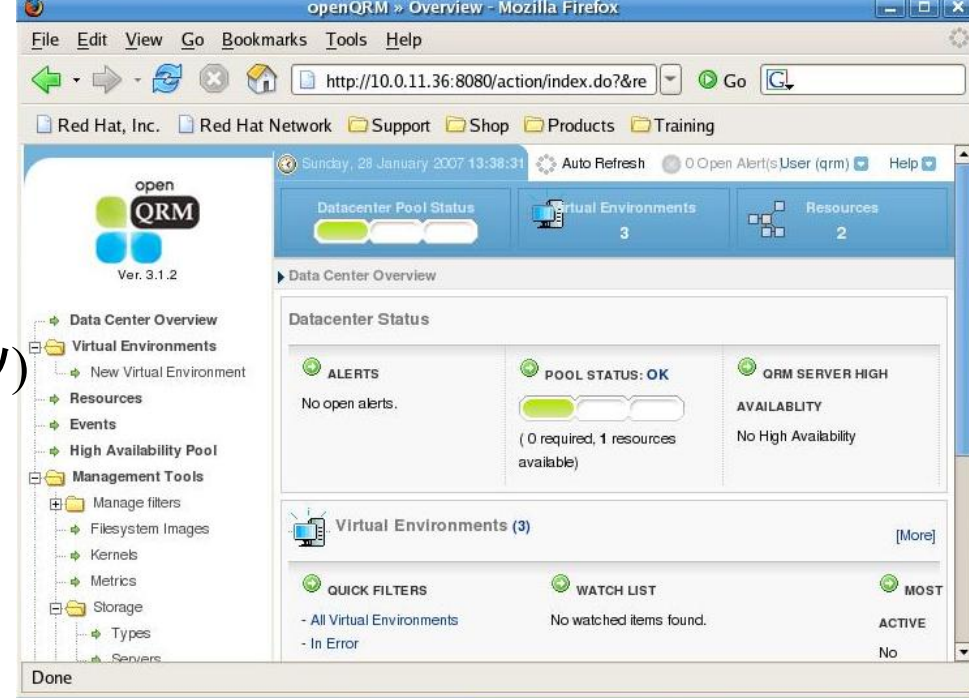 openQRM » Overview - Mozilla Firefox
File Edit View Go Bookmarks Tools Help
http://10.0.11.36:8080/action/index.do?&re Go G
Red Hat, Inc. Red Hat Network Support Shop Products Training
Sunday, 28 January 2007 13:38:31 Auto Refresh 0 Open Alert(s User (qrm) Help
open
QRM
Ver. 3.1.2
Datacenter Pool Status
rtual Environments
3
Resources
2
Data Center Overview
Virtual Environments
New Virtual Environment
Resources
Events
High Availability Pool
Management Tools
Manage filters
Filesystem Images
Kernels
Metrics
Storage
Types
Servers
Data Center Overview
Datacenter Status
ALERTS
No open alerts.
POOL STATUS: OK
( 0 required, 1 resources
available)
QRM SERVER HIGH
AVAILABLITY
No High Availability
Virtual Environments (3)
[More]
QUICK FILTERS
- All Virtual Environments
- In Error
WATCH LIST
No watched items found.
MOST
ACTIVE
No
Done